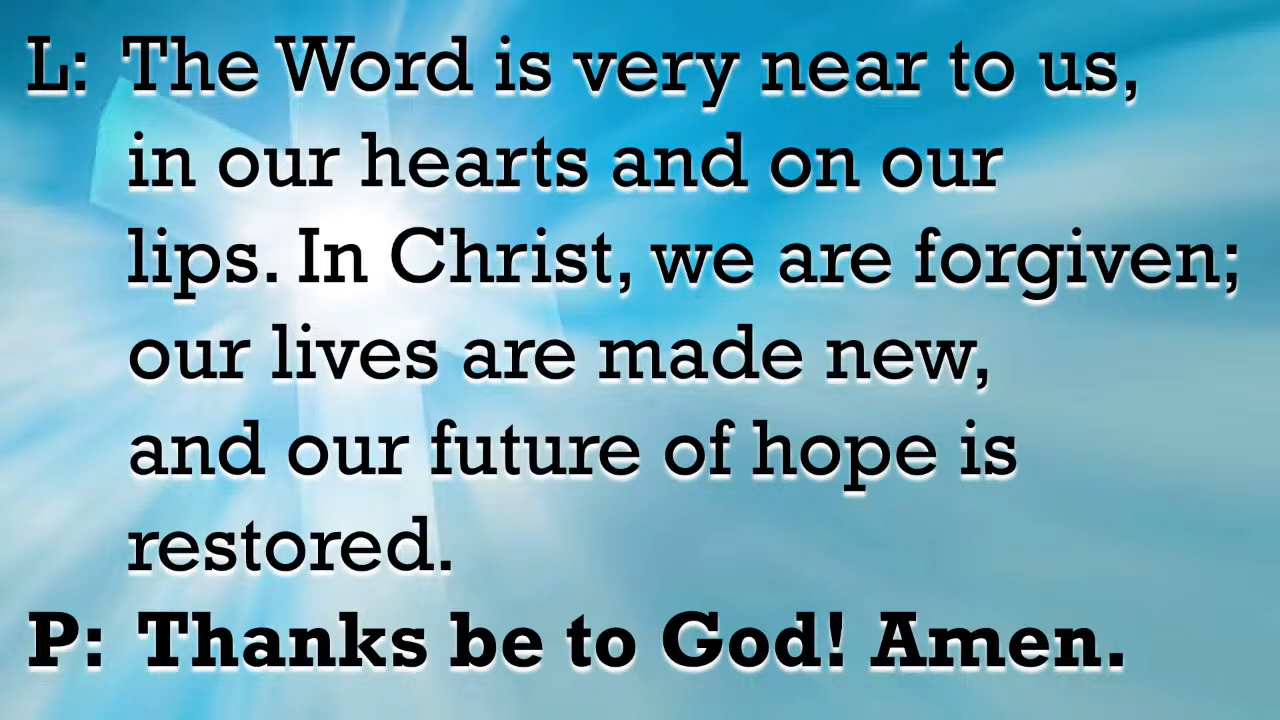 L: The Word is very near to us,
in our hearts and on our
lips. In Christ, we are forgiven;
our lives are made new,
and our future of hope is
restored.
P: Thanks be to God! Amen.